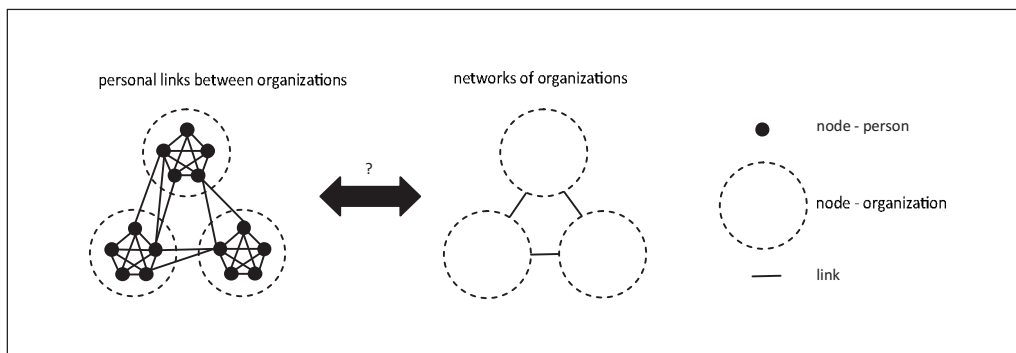 personal links between organizations
networks of organizations
?
node - person
node - organization
link